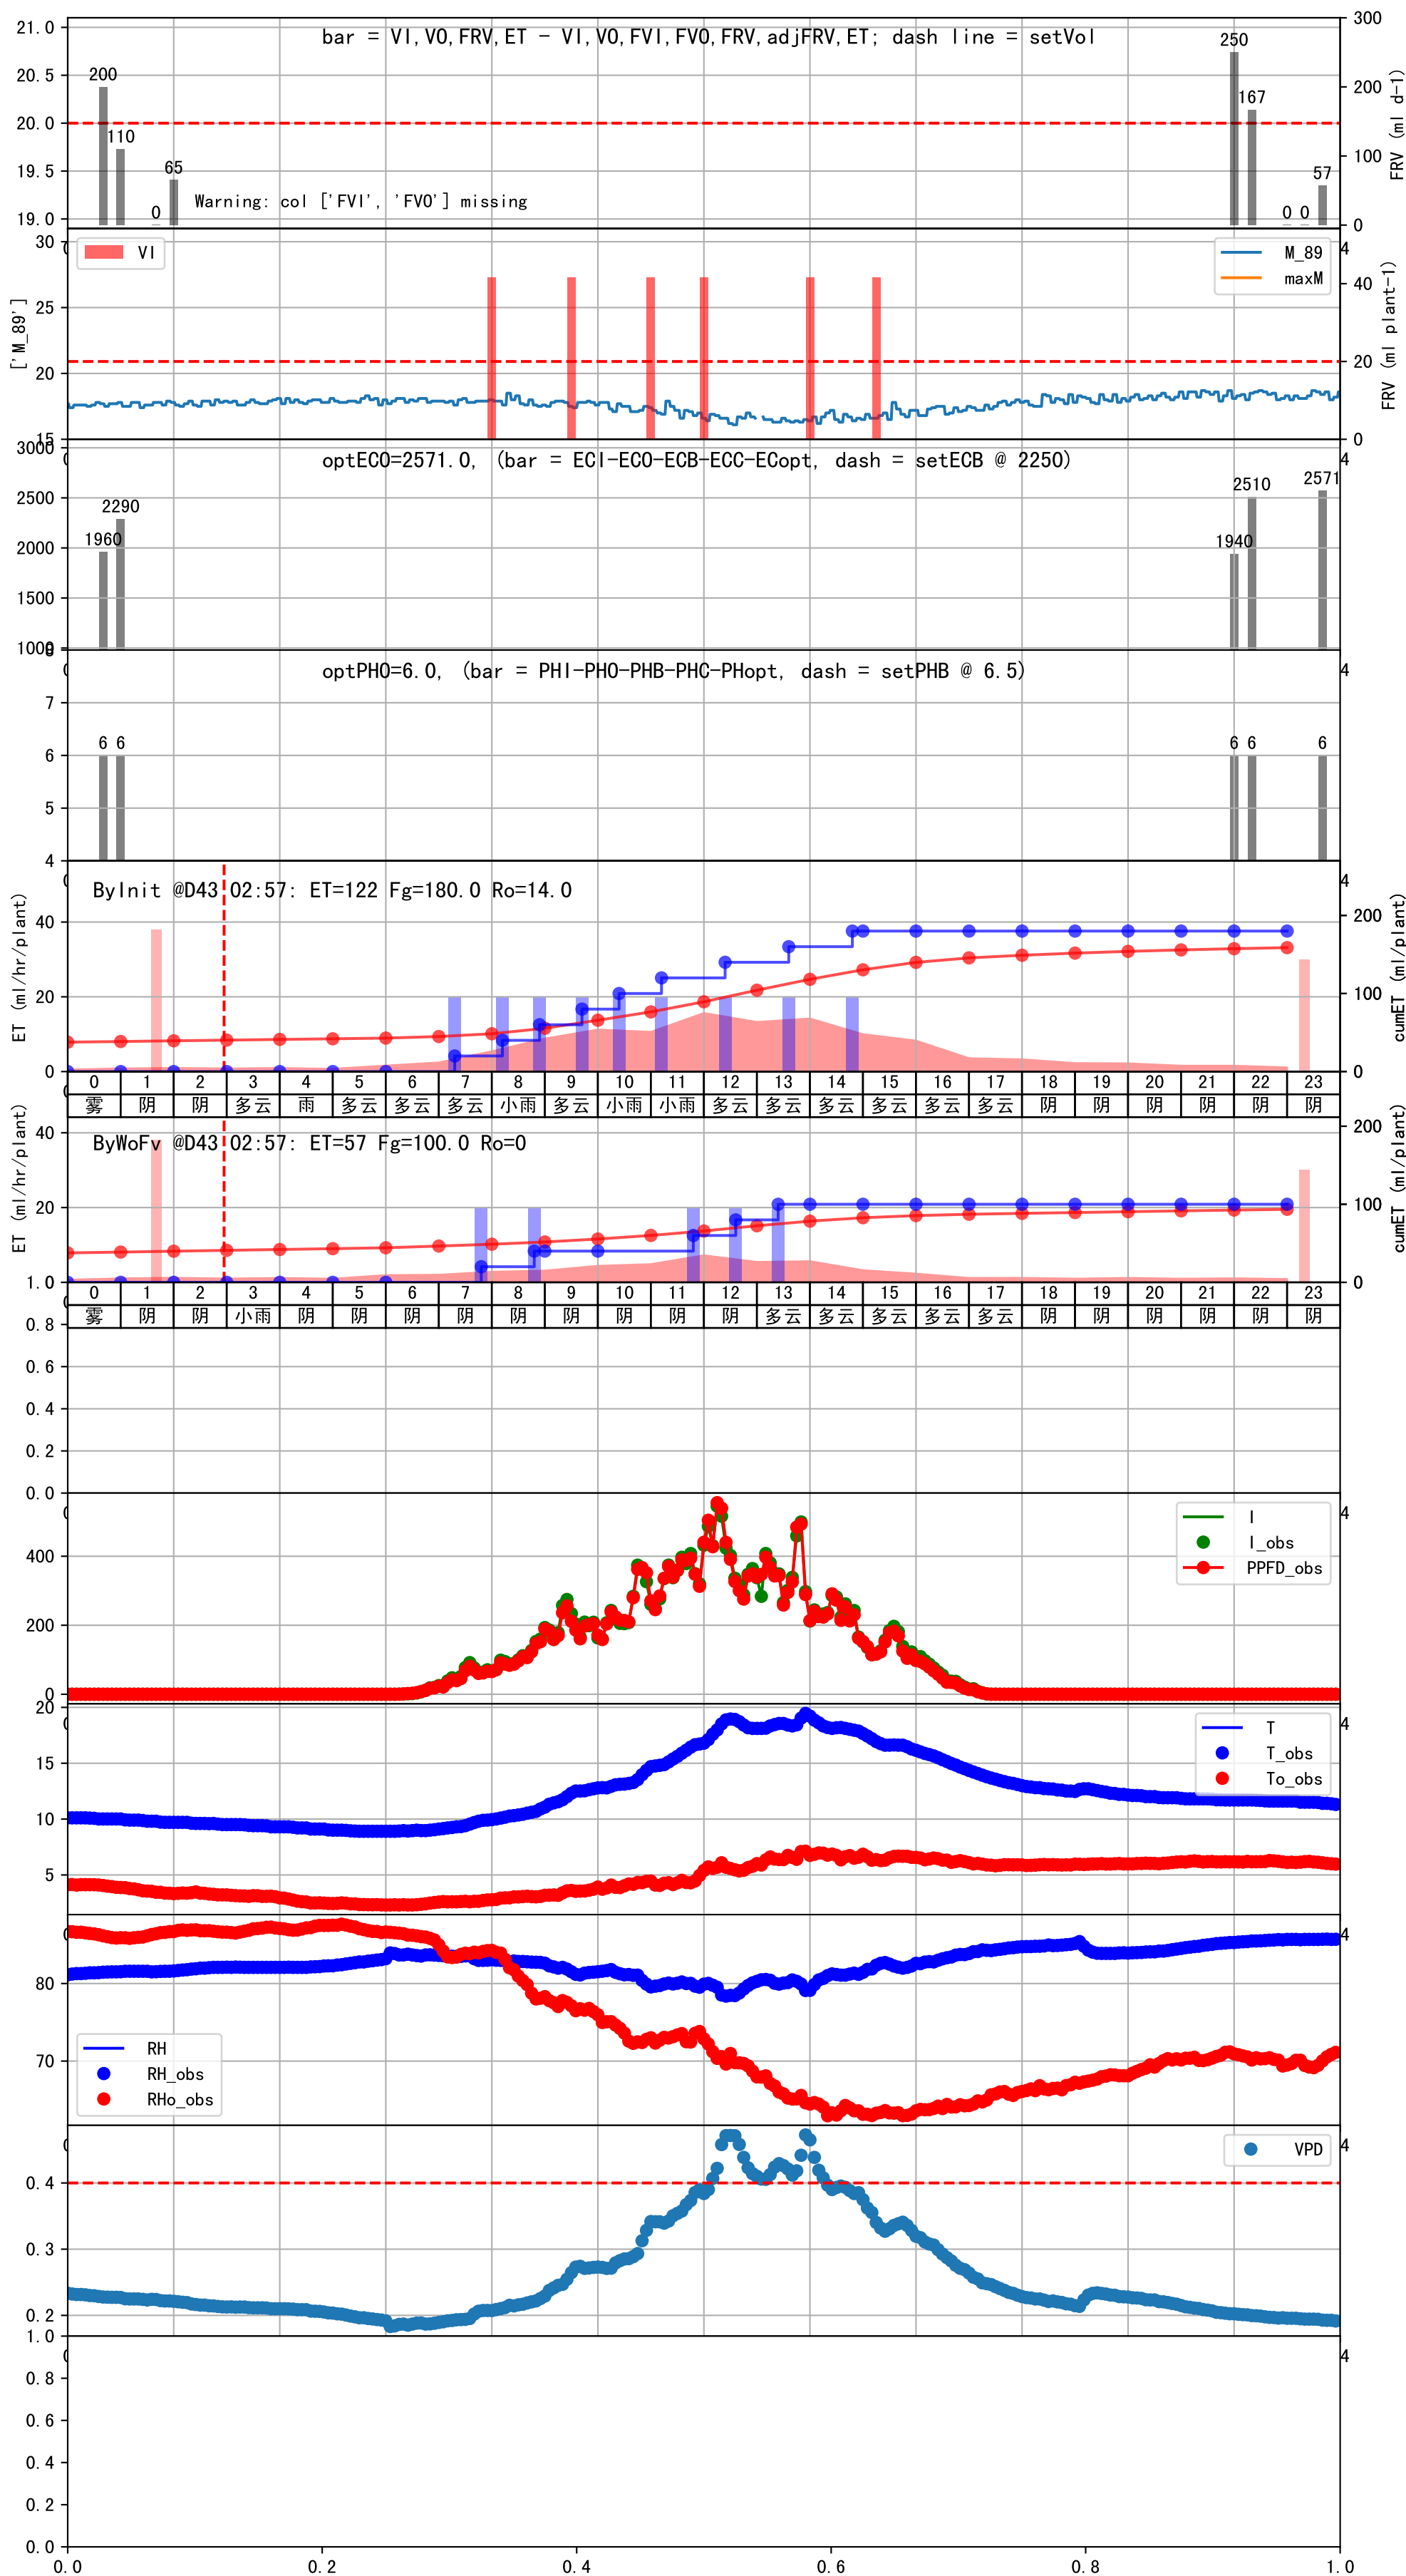 bar = VI,VO,FRV,ET - VI,VO,FVI,FVO,FRV,adjFRV,ET; dash line = setVol
21.0
20.5
20.0
19.5
19.0
300
200
100
0
FRV (ml d-1)
200
110
0
65
250
167
0
0
57
Warning: col ['FVI', 'FVO'] missing
VI
M_89
maxM
['M_89']
30
25
20
15
4
40
20
0
FRV (ml plant-1)
optECO=2571.0, (bar = ECI-ECO-ECB-ECC-ECopt, dash = setECB @ 2250)
3000
2500
2000
1500
1000
4
1960
2290
1940
2510
2571
optPHO=6.0, (bar = PHI-PHO-PHB-PHC-PHopt, dash = setPHB @ 6.5)
8
7
6
5
4
4
6 6
6 6
6
ByInit @D43 02:57: ET=122 Fg=180.0 Ro=14.0
ET (ml/hr/plant)
40
20
0
4
200
100
0
cumET (ml/plant)
0 1 2 3 4 5 6 7 8 9 10 11 12 13 14 15 16 17 18 19 20 21 22 23
雾 阴 阴 多云 雨 多云 多云 多云 小雨 多云 小雨 小雨 多云 多云 多云 多云 多云 多云 阴 阴 阴 阴 阴 阴
ByWoFv @D43 02:57: ET=57 Fg=100.0 Ro=0
ET (ml/hr/plant)
40
20
200
100
0
cumET (ml/plant)
0 1 2 3 4 5 6 7 8 9 10 11 12 13 14 15 16 17 18 19 20 21 22 23
雾 阴 阴 小雨 阴 阴 阴 阴 阴 阴 阴 阴 阴 多云 多云 多云 多云 多云 阴 阴 阴 阴 阴 阴
1.0
0.8
0.6
0.4
0.2
0.0
4
I
I_obs
PPFD_obs
400
200
0
4
T
T_obs
To_obs
20
15
10
5
4
RH
RH_obs
RHo_obs
80
70
4
VPD
0.4
0.3
0.2
4
1.0
0.8
0.6
0.4
0.2
0.0
0.0 0.2 0.4 0.6 0.8 1.0